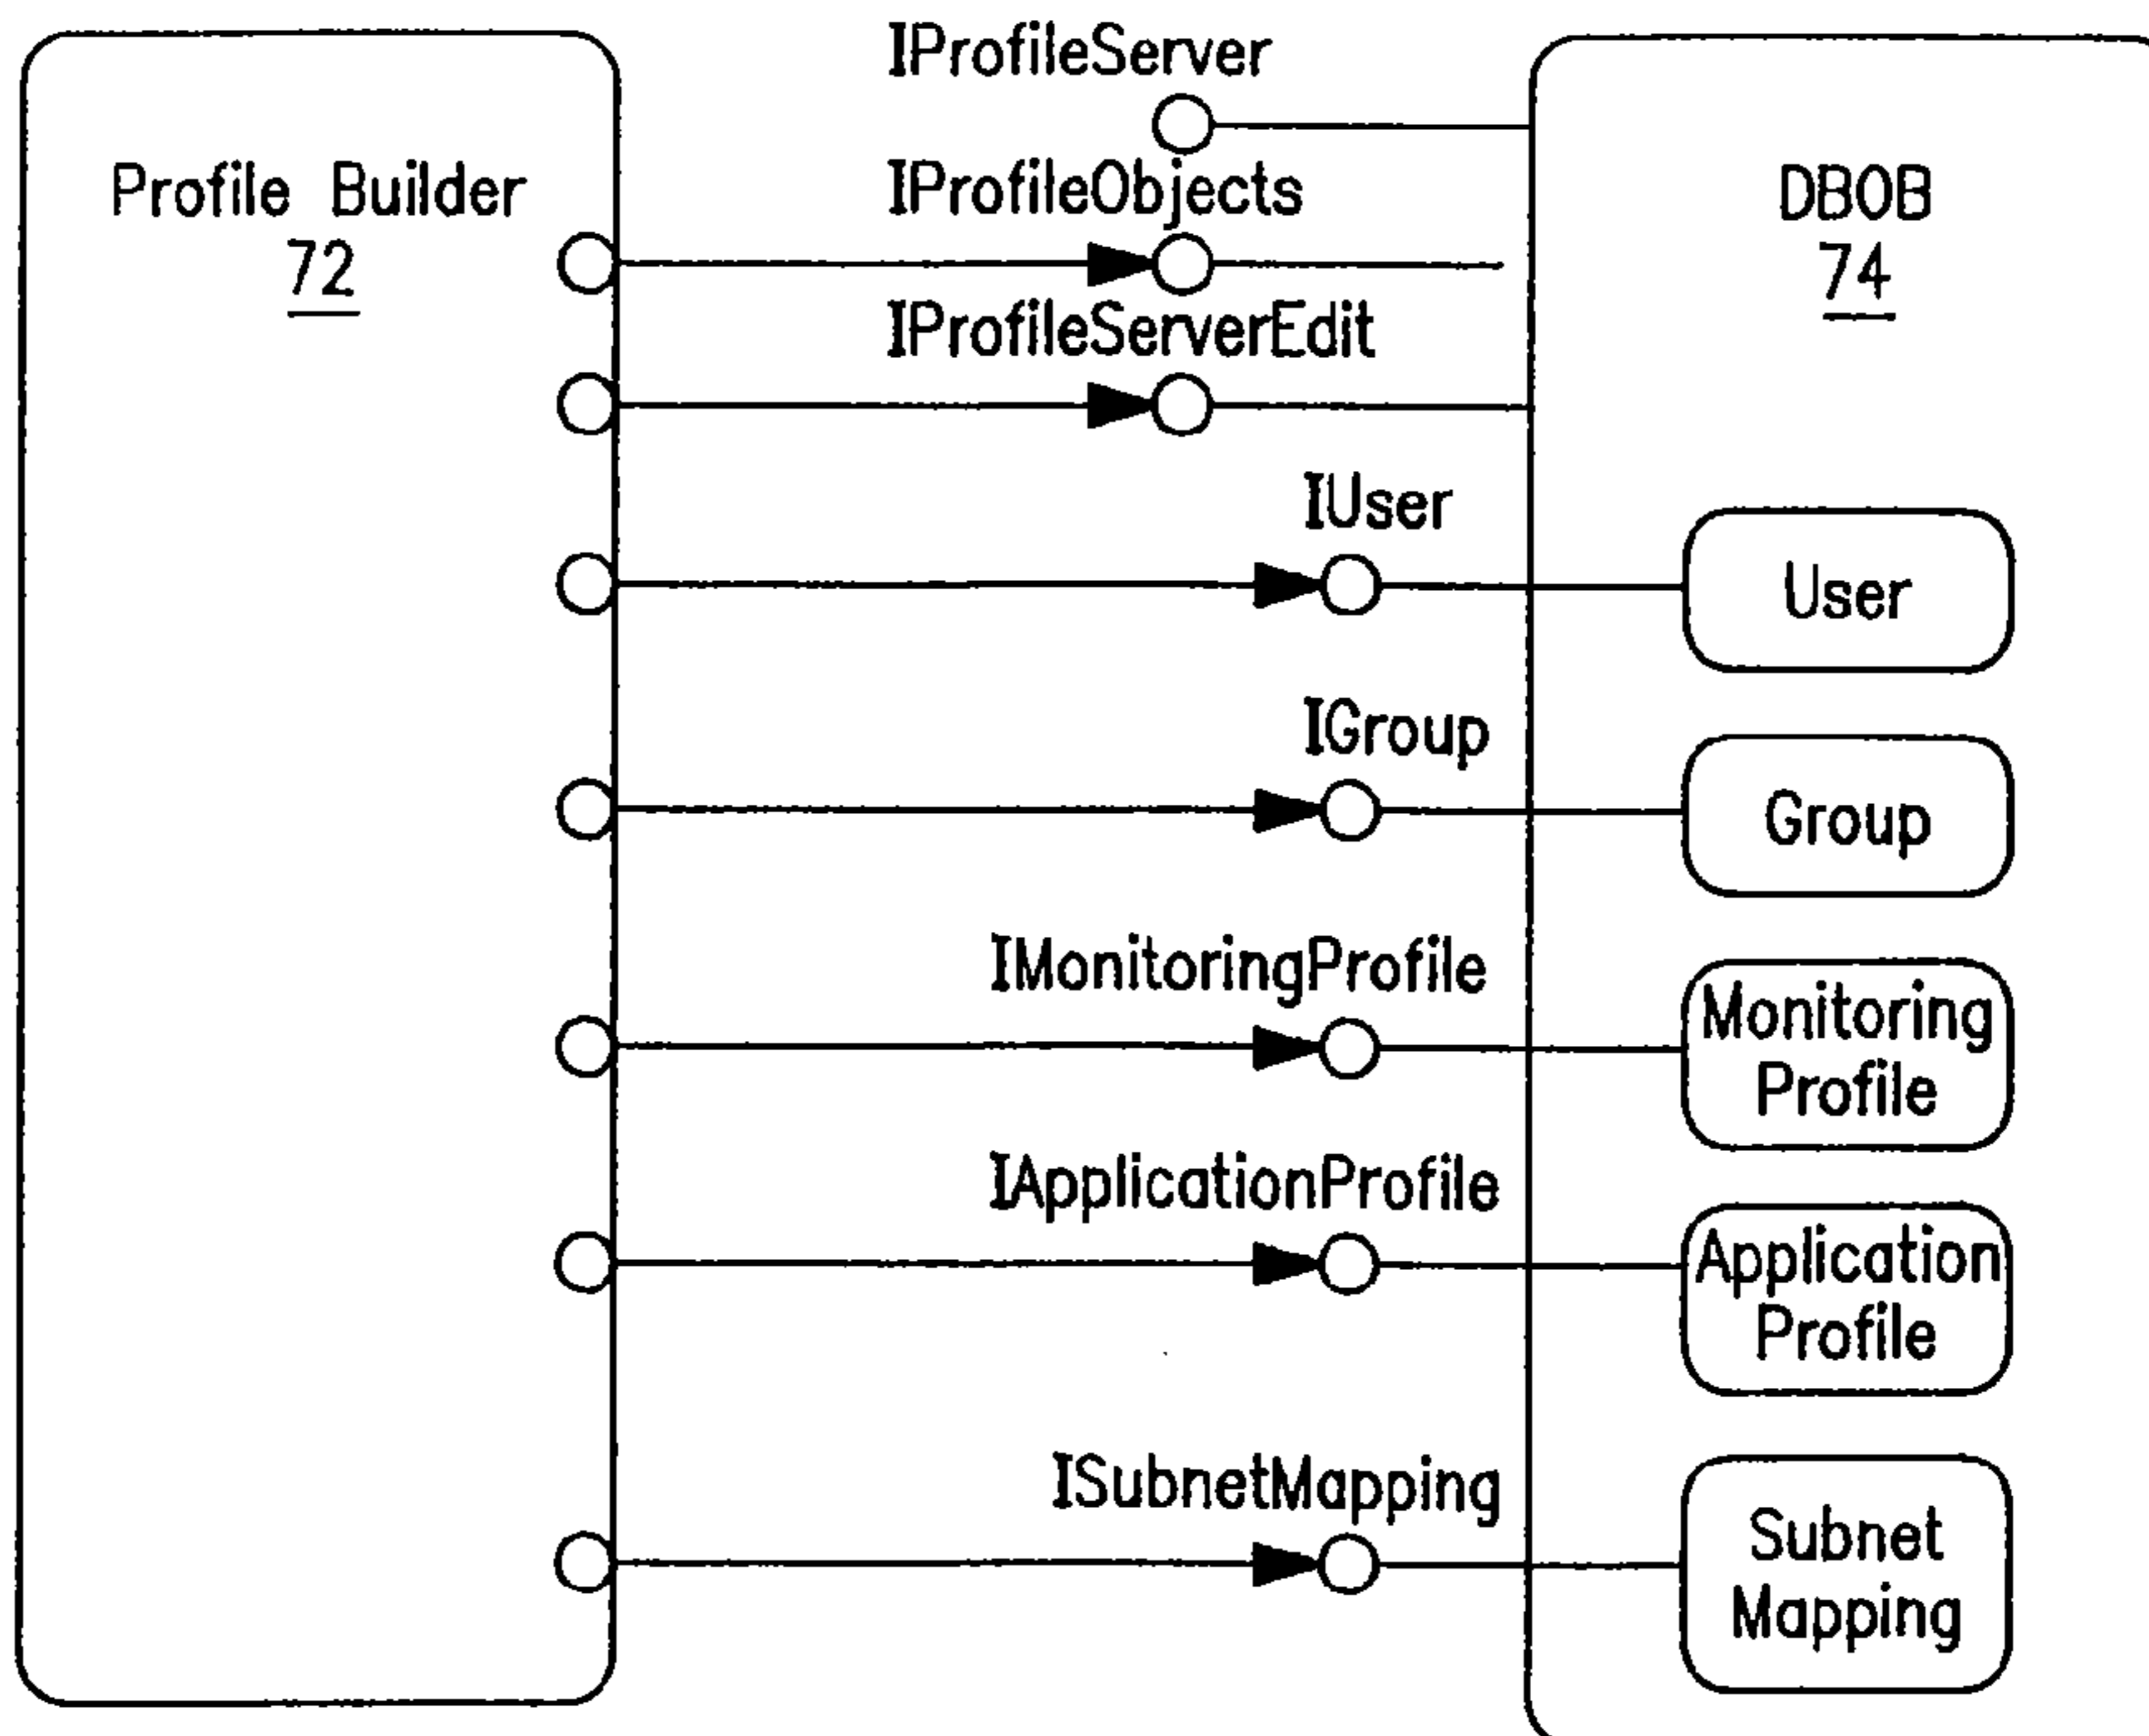 IProfileServer
Profile Builder
72
IProfileObjects
DBOB
74
IProfileServerEdit
IUser
User
IGroup
Group
IMonitoringProfile
Monitoring
Profile
IApplicationProfile
Application
Profile
ISubnetMapping
Subnet
Mapping